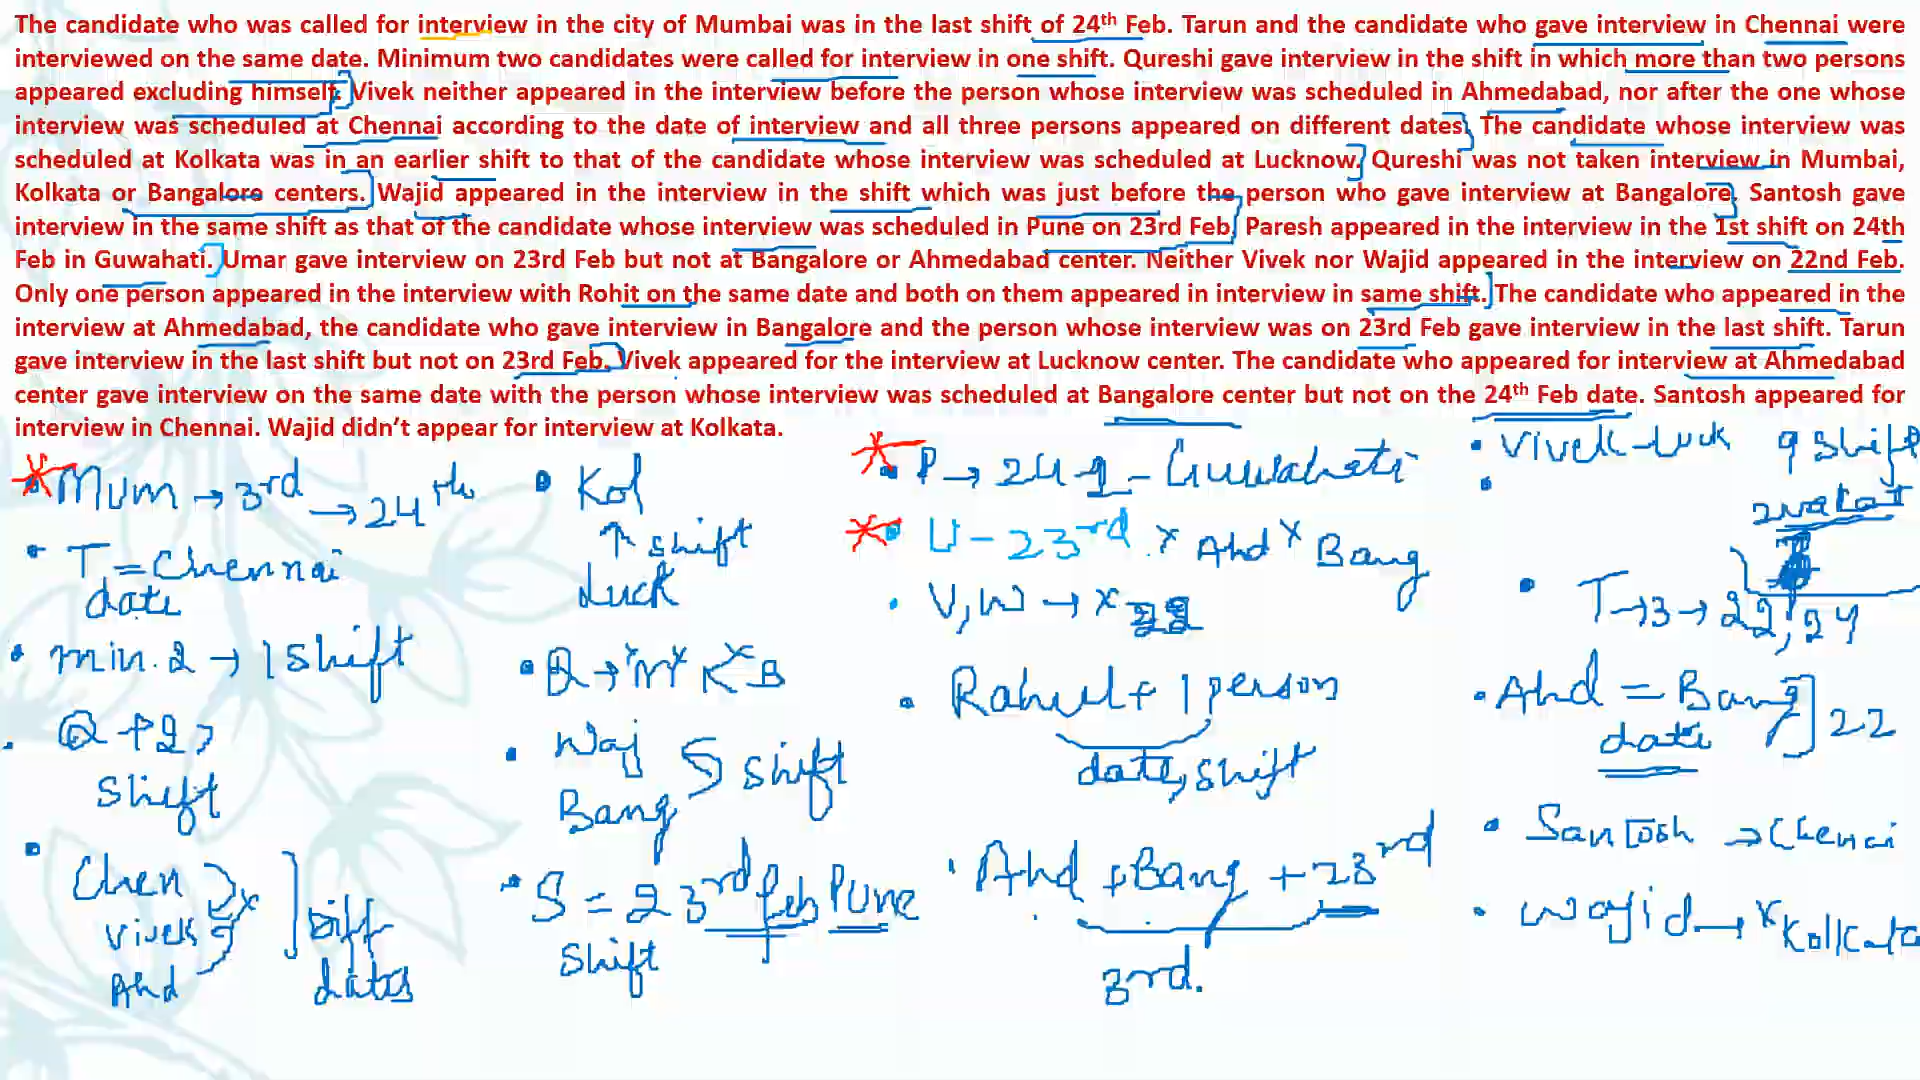 The candidate who was called for interview in the city of Mumbai was in the last shift of 24th Feb. Tarun and the candidate who gave interview in Chennai were
interviewed on the same date. Minimum two candidates were called for interview in one shift. Qureshi gave interview in the shift in which more than two persons
appeared excluding himself. Vivek neither appeared in the interview before the person whose interview was scheduled in Ahmedabad, nor after the one whose
interview was scheduled at Chennai according to the date of interview and all three persons appeared on different dates. The candidate whose interview was
scheduled at Kolkata was in an earlier shift to that of the candidate whose interview was scheduled at Lucknow. Qureshi was not taken interview in Mumbai,
Kolkata or Bangalore centers. Wajid appeared in the interview in the shift which was just before the person who gave interview at Bangalore. Santosh gave
interview in the same shift as that of the candidate whose interview was scheduled in Pune on 23rd Feb. Paresh appeared in the interview in the 1st shift on 24th
Feb in Guwahati. Umar gave interview on 23rd Feb but not at Bangalore or Ahmedabad center. Neither Vivek nor Wajid appeared in the interview on 22nd Feb.
Only one person appeared in the interview with Rohit on the same date and both on them appeared in interview in same shift. The candidate who appeared in the
interview at Ahmedabad, the candidate who gave interview in Bangalore and the person whose interview was on 23rd Feb gave interview in the last shift. Tarun
gave interview in the last shift but not on 23rd Feb. Vivek appeared for the interview at Lucknow center. The candidate who appeared for interview at Ahmedabad
center gave interview on the same date with the person whose interview was scheduled at Bangalore center but not on the 24th Feb date. Santosh appeared for
interview in Chennai. Wajid didn't appear for interview at Kolkata.
Mum → 3rd → 24th
T = Chennai
date
min. 2 → 1 Shift
Q + 2>
Shift
Chen
Vivek x
Ahd
Diff
dates
Kol
↑ Shift
Luck
Q → M× K× B
Waj
Shift
Bang
S = 23rd Feb Pune
Shift
P → 24 1 - Guwahati
U - 23rd × Ahd × Bang
V, W → × 22
Rahul + 1 person
date, shift
Ahd + Bang + 23rd
3rd.
Vivek - Luck
9 Shift
T → 3 → 22, 24
Ahd = Bang
date
22
Santosh → Chenai
Wajid → × Kolkata